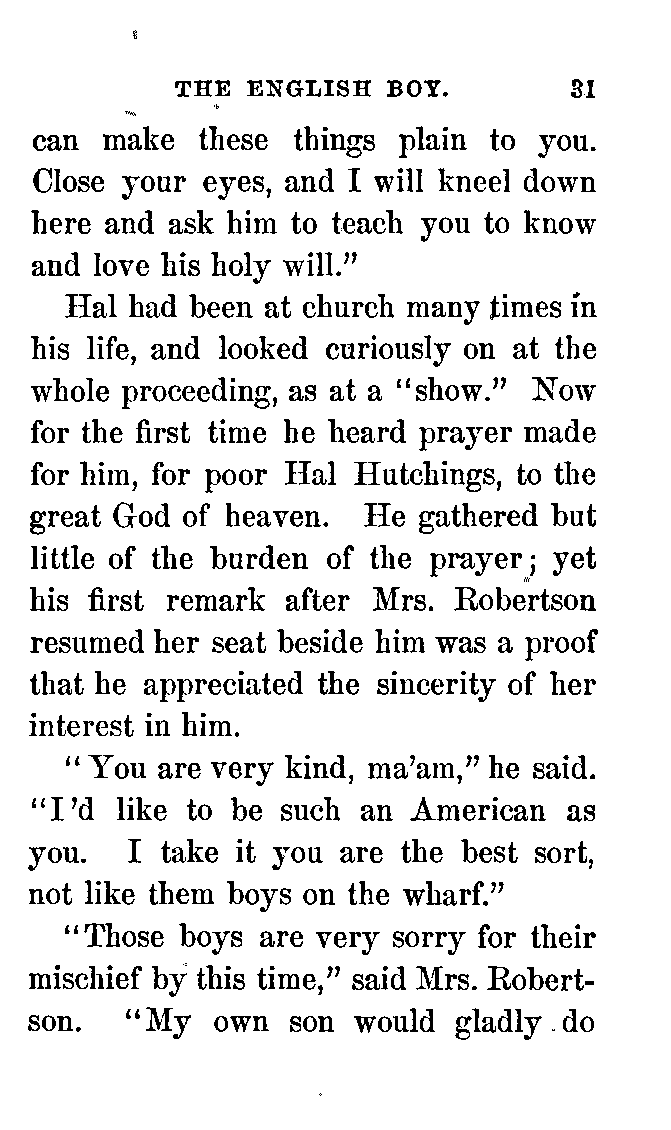 THE ENGLISH BOY. 31
can make these things plain to you.
Close your eyes, and I will kneel down
here and ask him to teach you to know
and love his holy will."
Hal had been at church many times in
his life, and looked curiously on at the
whole proceeding, as at a "show." Now
for the first time he heard prayer made
for him, for poor Hal Hutchings, to the
great God of heaven. He gathered but
little of the burden of the prayer; yet
his first remark after Mrs. Robertson
resumed her seat beside him was a proof
that he appreciated the sincerity of her
interest in him.
"You are very kind, ma'am," he said.
"I'd like to be such an American as
you. I take it you are the best sort,
not like them boys on the wharf."
"Those boys are very sorry for their
mischief by this time," said Mrs. Robert-
son. "My own son would gladly do